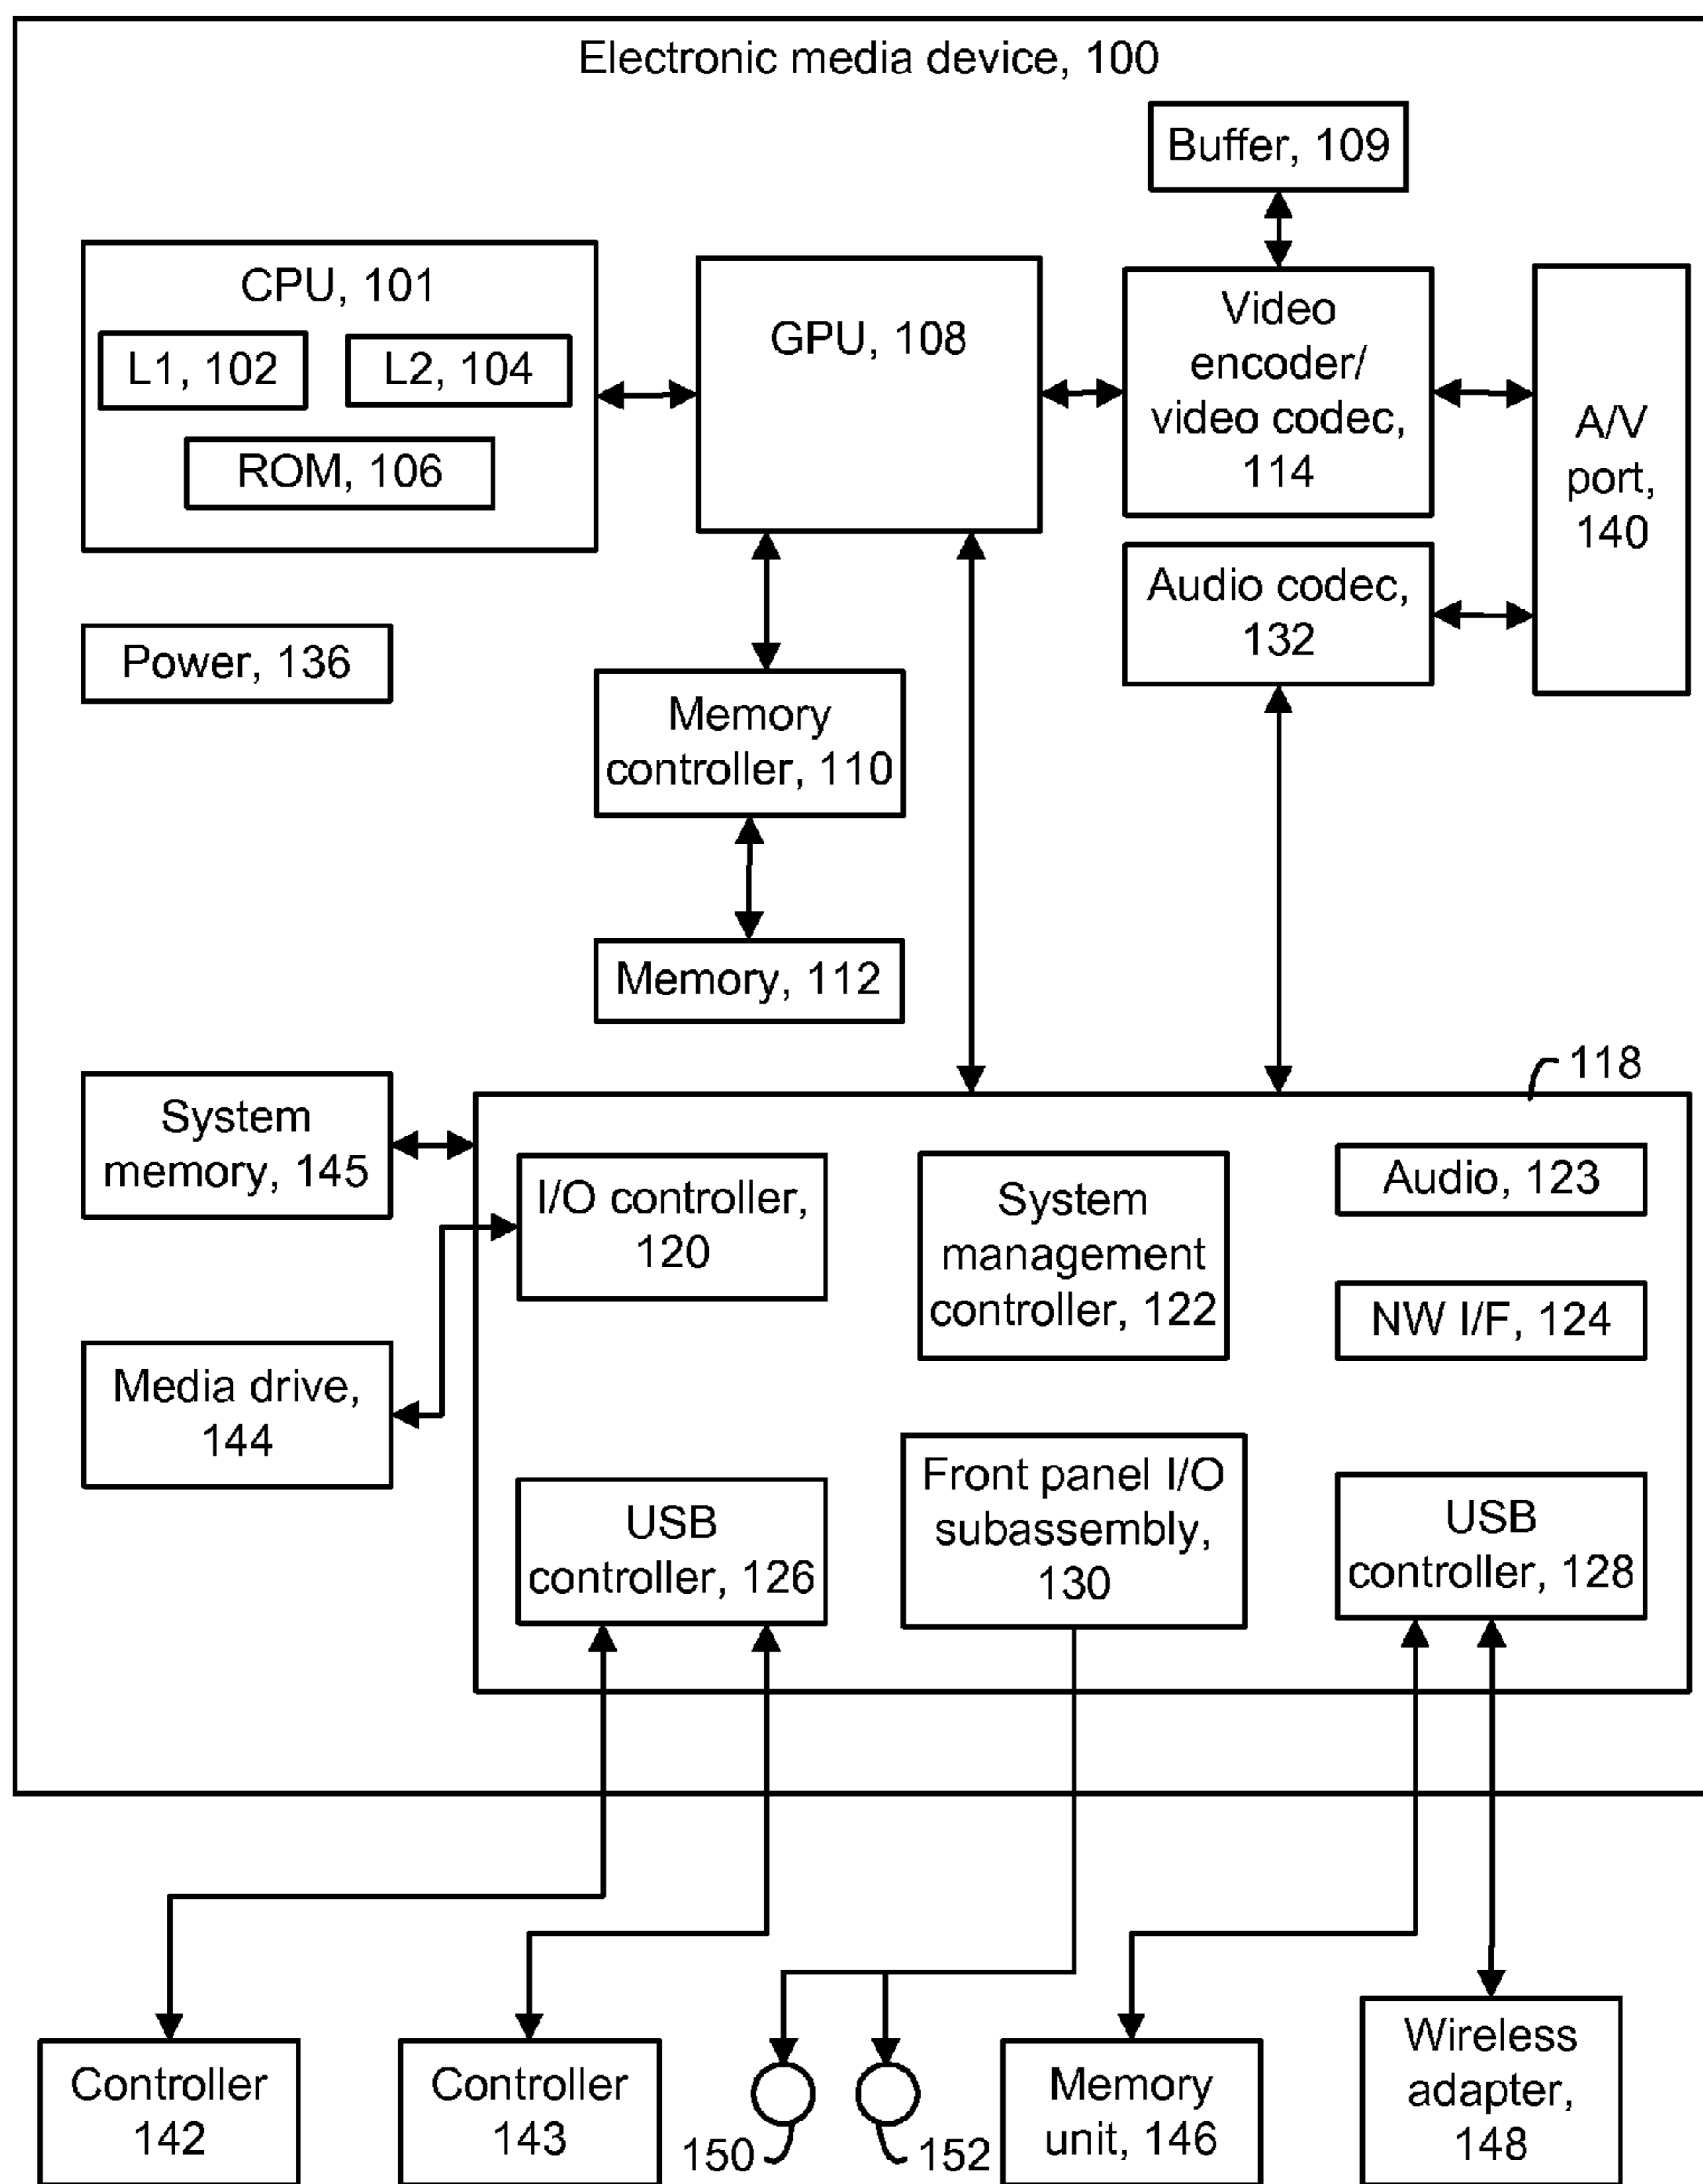 Electronic media device, 100
Buffer, 109
CPU, 101
L1, 102
L2, 104
ROM, 106
GPU, 108
Video
encoder/
video codec,
114
A/V
port,
140
Audio codec,
132
Power, 136
Memory
controller, 110
Memory, 112
118
System
memory, 145
I/O controller,
120
System
management
controller, 122
Audio, 123
NW I/F, 124
Media drive,
144
USB
controller, 126
Front panel I/O
subassembly,
130
USB
controller, 128
Controller
142
Controller
143
150
152
Memory
unit, 146
Wireless
adapter,
148